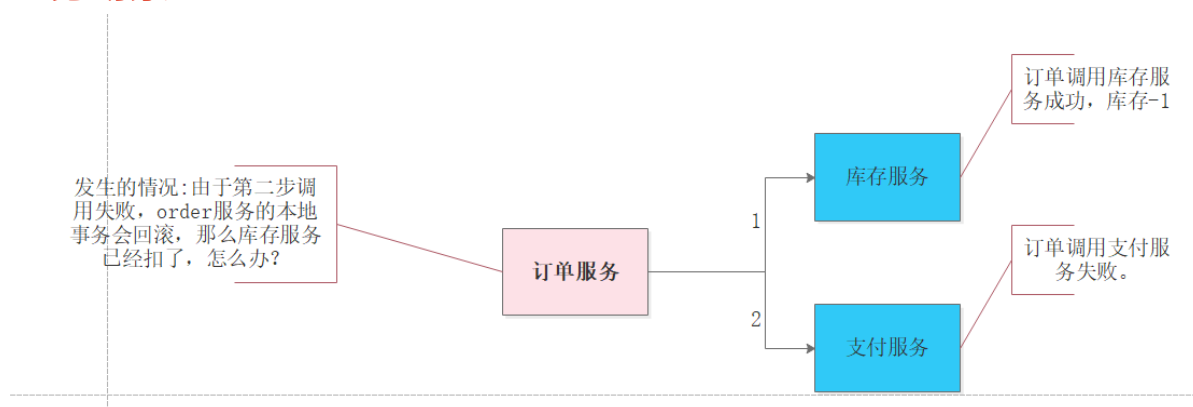 订单调用库存服
务成功，库存-1
库存服务
发生的情况:由于第二步调
用失败，order服务的本地
事务会回滚，那么库存服务
已经扣了，怎么办?
1
订单服务
订单调用支付服
务失败。
2
支付服务